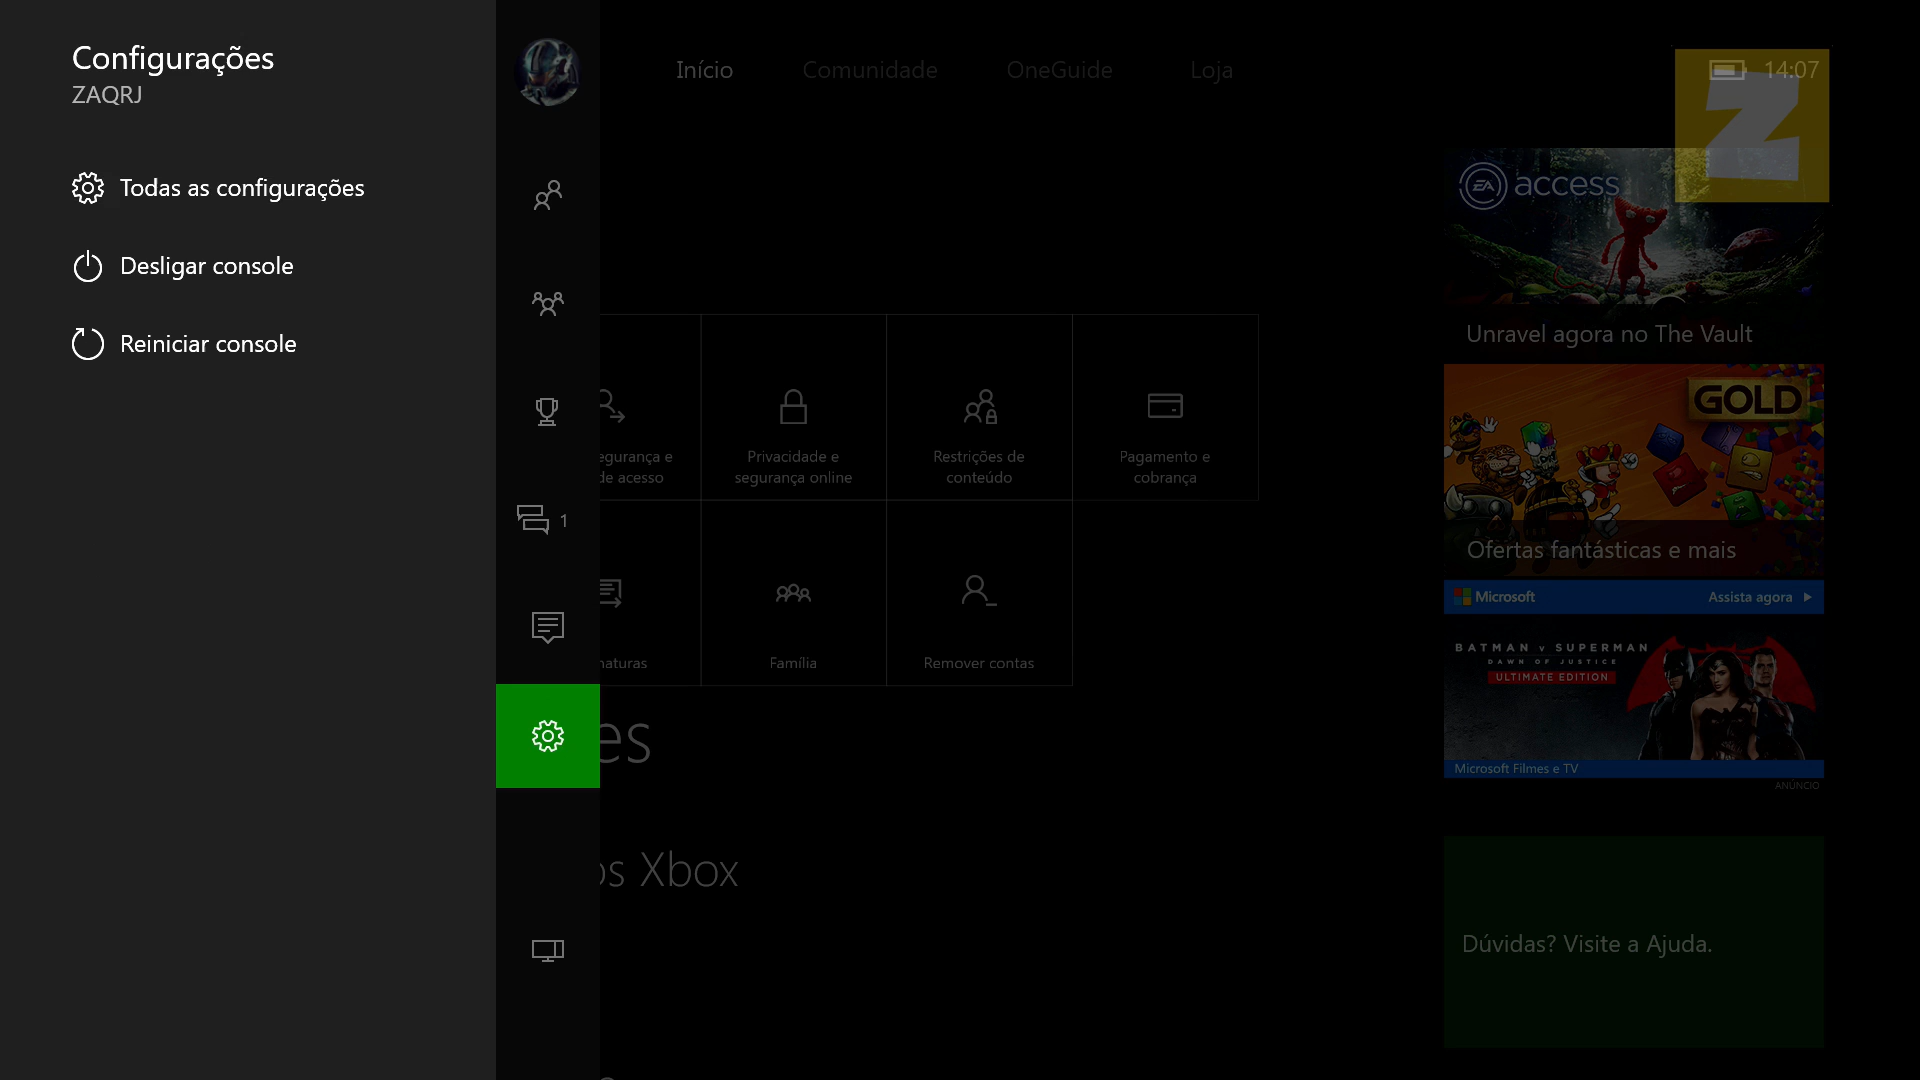 Configurações
ZAQRJ
Todas as configurações
Desligar console
Reiniciar console
1
Início
Comunidade
OneGuide
Loja
14:07
Z
egurança e
de acesso
Privacidade e
segurança online
Restrições de
conteúdo
Pagamento e
cobrança
naturas
Família
Remover contas
es
os Xbox
EA access
Unravel agora no The Vault
GOLD
Ofertas fantásticas e mais
Microsoft
Assista agora
BATMAN v SUPERMAN
DAWN OF JUSTICE
ULTIMATE EDITION
Microsoft Filmes e TV
ANÚNCIO
Dúvidas? Visite a Ajuda.